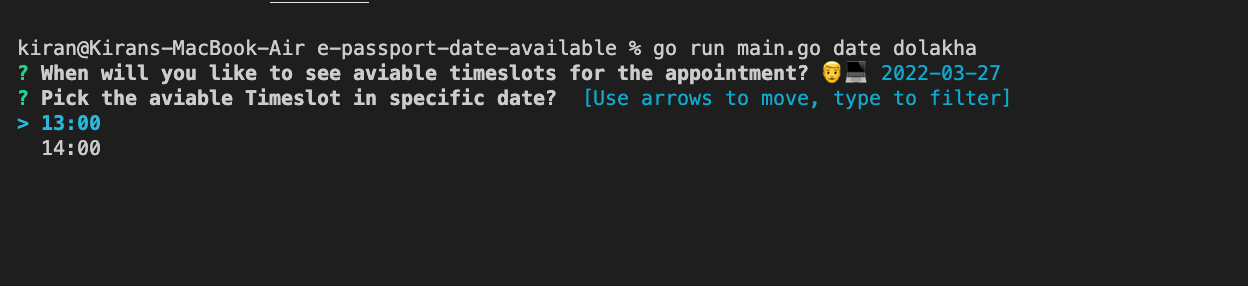 kiran@Kirans-MacBook-Air e-passport-date-available % go run main.go date dolakha
? When will you like to see aviable timeslots for the appointment? 👨💻 2022-03-27
? Pick the aviable Timeslot in specific date?  [Use arrows to move, type to filter]
> 13:00
  14:00